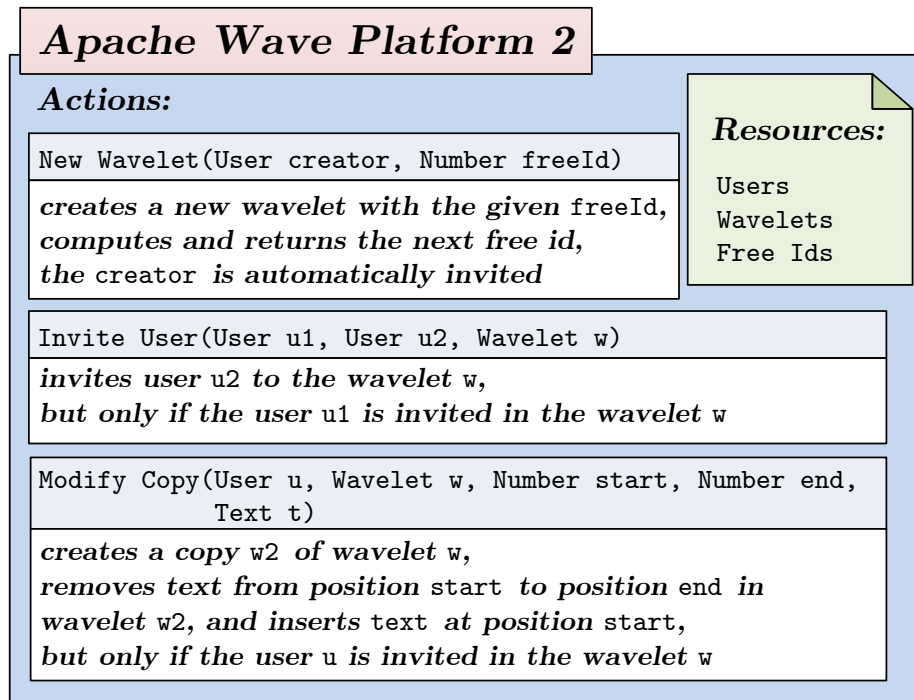 Apache Wave Platform 2
Actions:
New Wavelet(User creator, Number freeId)
creates a new wavelet with the given freeId,
computes and returns the next free id,
the creator is automatically invited
Resources:
Users
Wavelets
Free Ids
Invite User(User u1, User u2, Wavelet w)
invites user u2 to the wavelet w,
but only if the user u1 is invited in the wavelet w
Modify Copy(User u, Wavelet w, Number start, Number end,
Text t)
creates a copy w2 of wavelet w,
removes text from position start to position end in
wavelet w2, and inserts text at position start,
but only if the user u is invited in the wavelet w